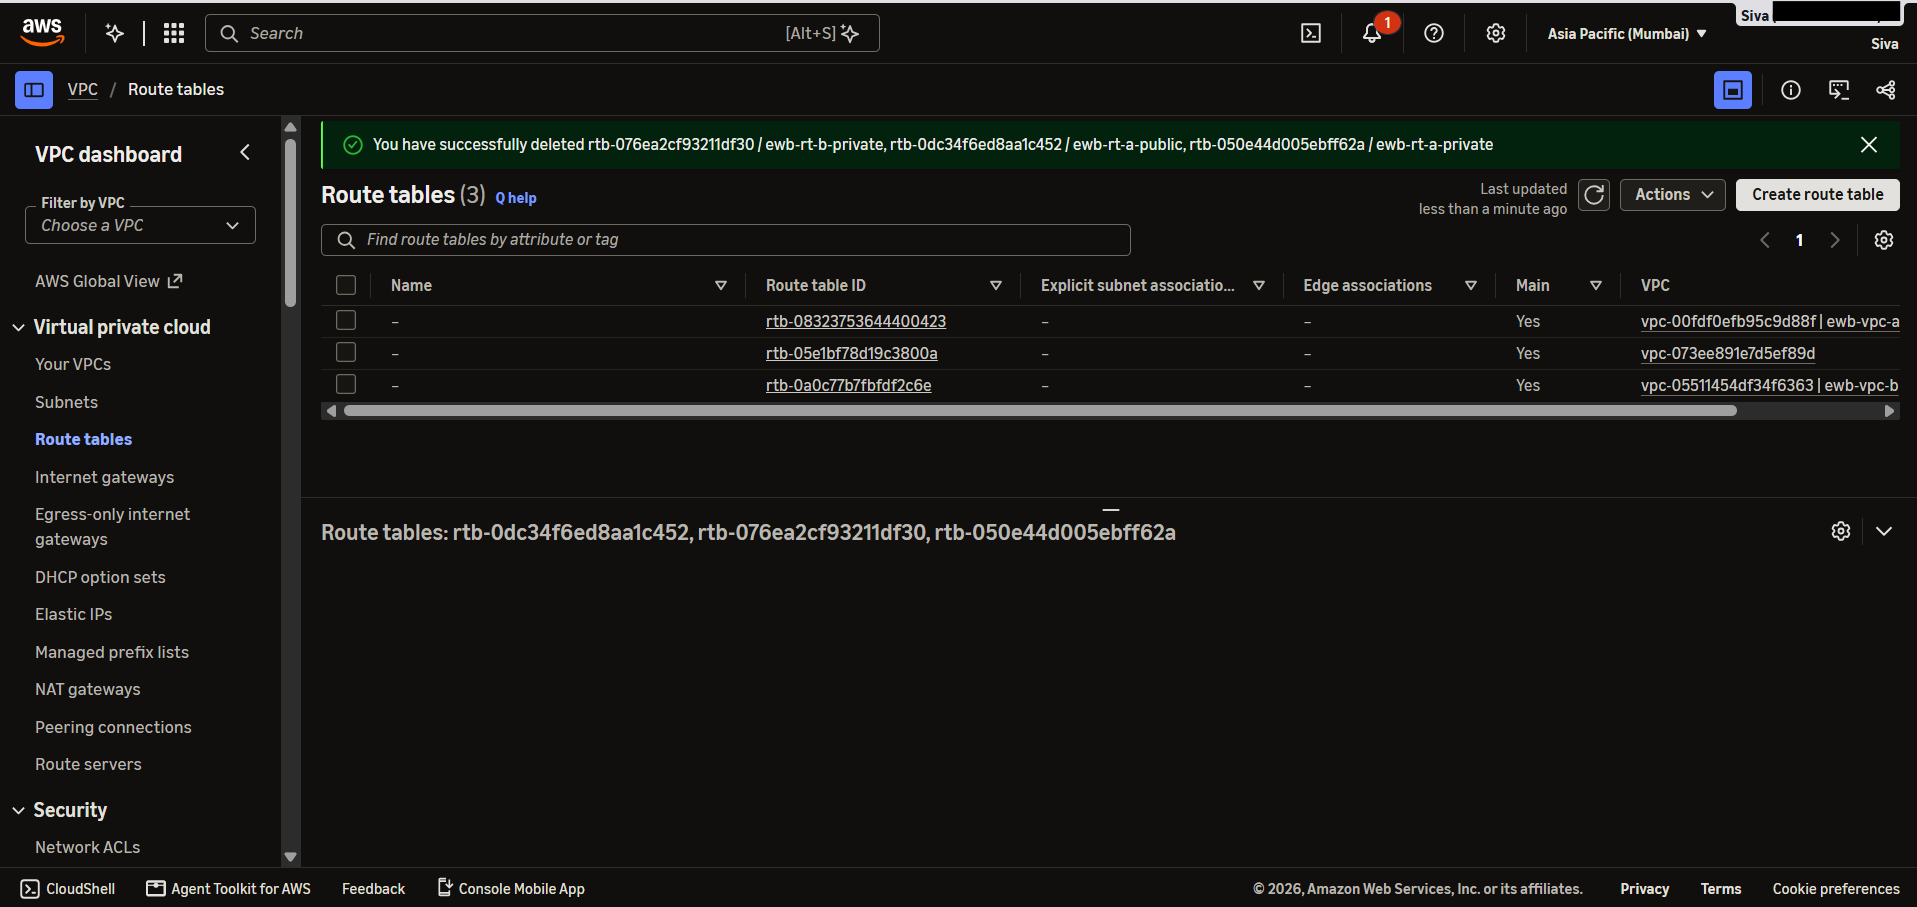 aws
Search [Alt+S]
1
Asia Pacific (Mumbai)
Siva
Siva
VPC / Route tables
VPC dashboard
Filter by VPC
Choose a VPC
AWS Global View
Virtual private cloud
Your VPCs
Subnets
Route tables
Internet gateways
Egress-only internet
gateways
DHCP option sets
Elastic IPs
Managed prefix lists
NAT gateways
Peering connections
Route servers
Security
Network ACLs
You have successfully deleted rtb-076ea2cf93211df30 / ewb-rt-b-private, rtb-0dc34f6ed8aa1c452 / ewb-rt-a-public, rtb-050e44d005ebff62a / ewb-rt-a-private
Route tables (3) Q help
Last updated
less than a minute ago
Actions
Create route table
Find route tables by attribute or tag
1
Name Route table ID Explicit subnet associatio... Edge associations Main VPC
– rtb-08323753644400423 – – Yes vpc-00fdf0efb95c9d88f | ewb-vpc-a
– rtb-05e1bf78d19c3800a – – Yes vpc-073ee891e7d5ef89d
– rtb-0a0c77b7fbfdf2c6e – – Yes vpc-05511454df34f6363 | ewb-vpc-b
Route tables: rtb-0dc34f6ed8aa1c452, rtb-076ea2cf93211df30, rtb-050e44d005ebff62a
CloudShell Agent Toolkit for AWS Feedback Console Mobile App © 2026, Amazon Web Services, Inc. or its affiliates. Privacy Terms Cookie preferences